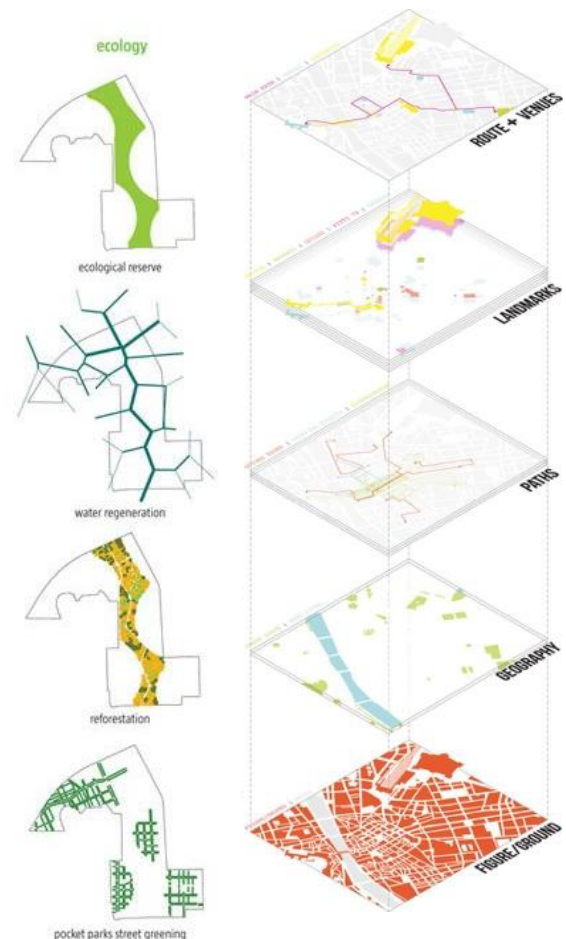 ecology
ecological reserve
water regeneration
reforestation
pocket parks street greening
ROUTE + VENUES
LANDMARKS
PATHS
GEOGRAPHY
FIGURE/GROUND